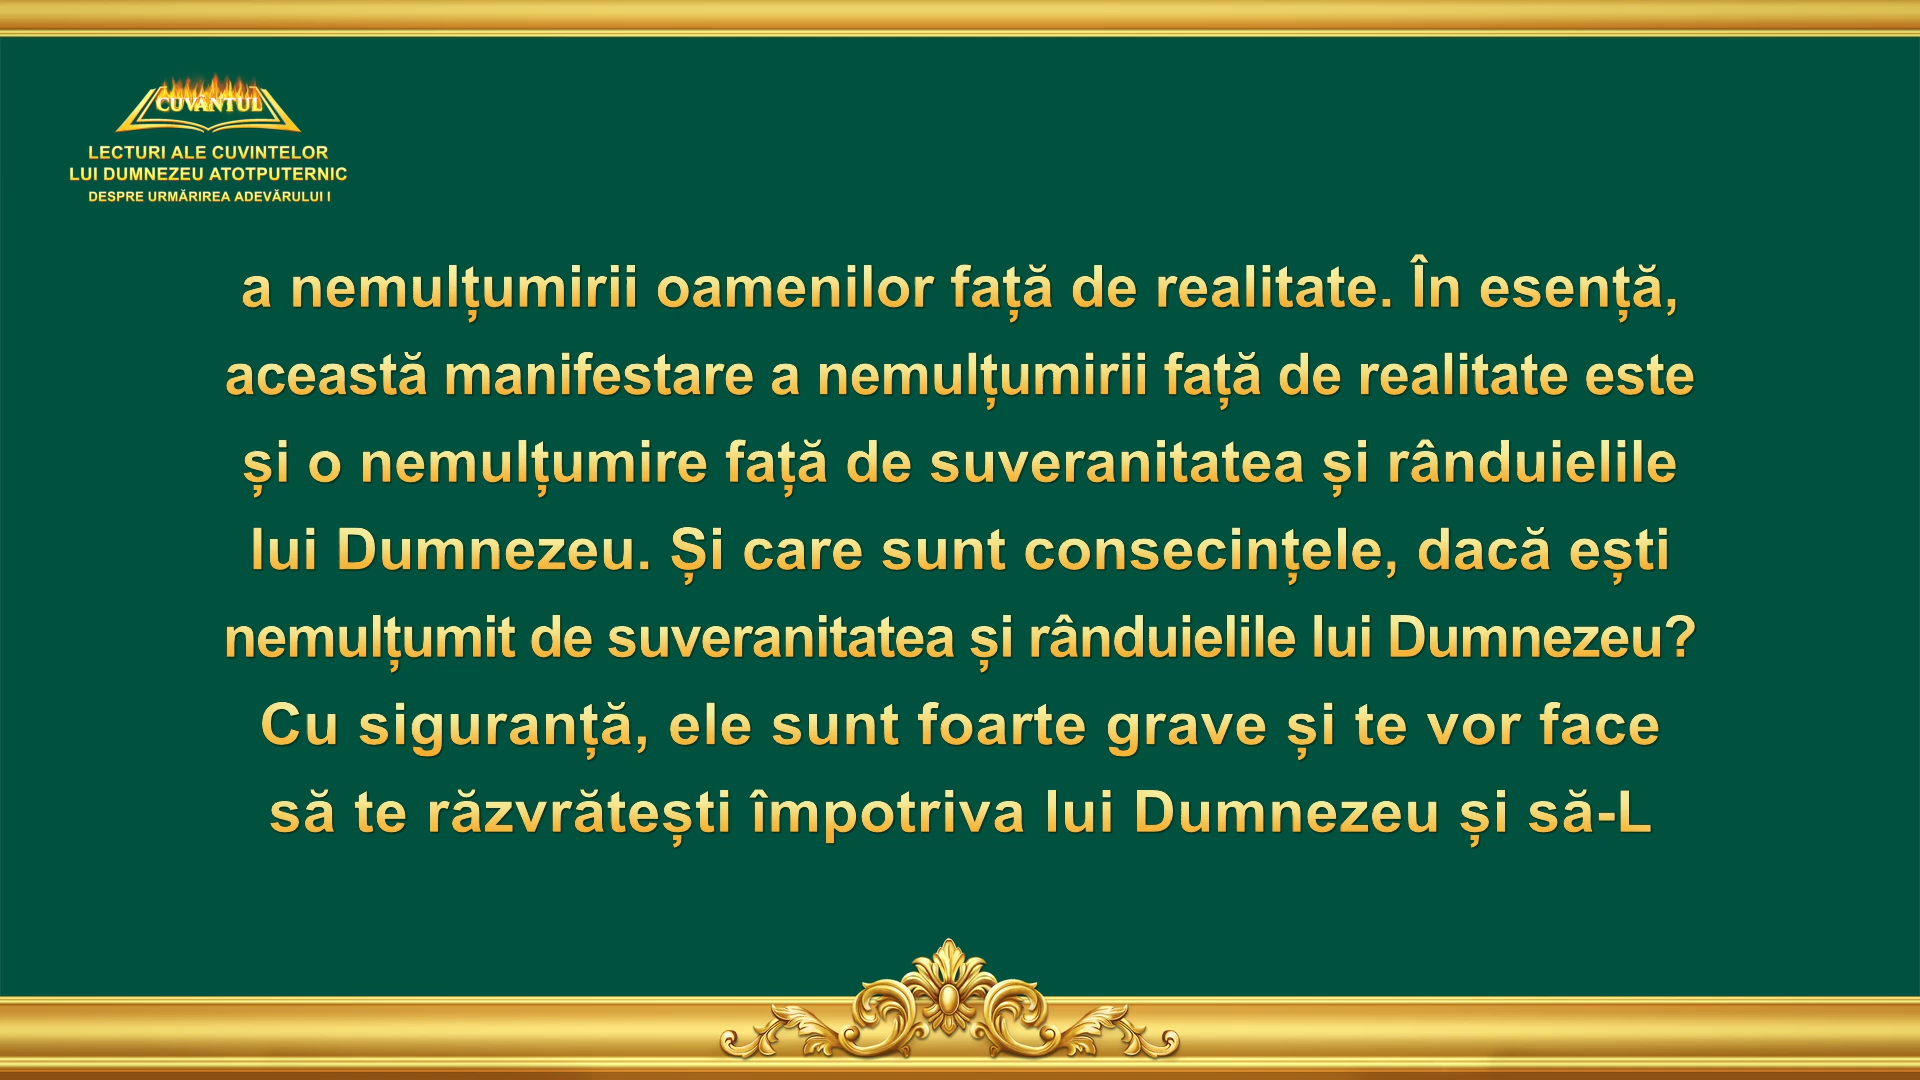 CUVÂNTUL
LECTURI ALE CUVINTELOR
LUI DUMNEZEU ATOTPUTERNIC
DESPRE URMĂRIREA ADEVĂRULUI I
a nemulțumirii oamenilor față de realitate. În esență,
această manifestare a nemulțumirii față de realitate este
și o nemulțumire față de suveranitatea și rânduielile
lui Dumnezeu. Și care sunt consecințele, dacă ești
nemulțumit de suveranitatea și rânduielile lui Dumnezeu?
Cu siguranță, ele sunt foarte grave și te vor face
să te răzvrătești împotriva lui Dumnezeu și să-L